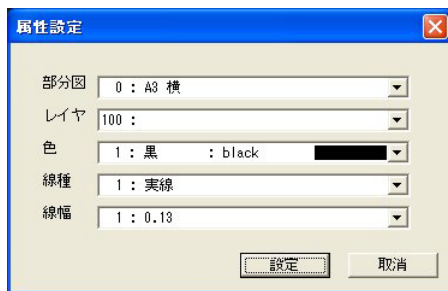 属性設定
部分図 0 : A3 横
レイヤ 100 :
色 1 : 黒 : black
線種 1 : 実線
線幅 1 : 0.13
設定 取消